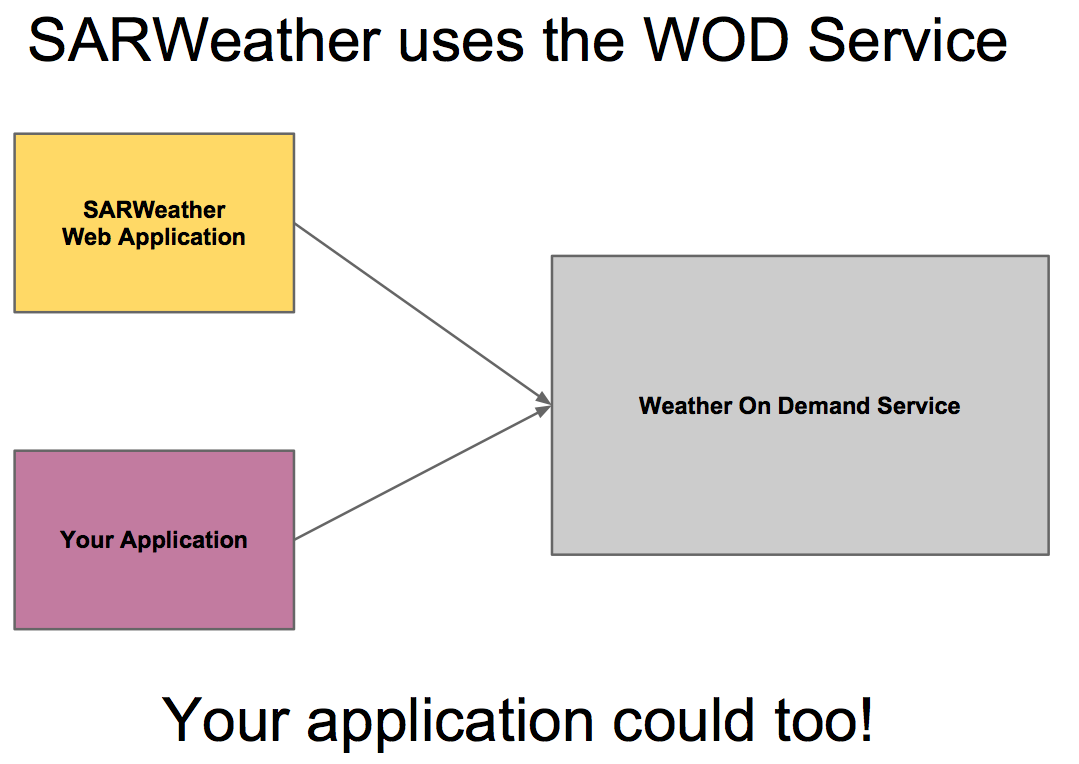 SARWeather uses the WOD Service
SARWeather
Web Application
Weather On Demand Service
Your Application
Your application could too!